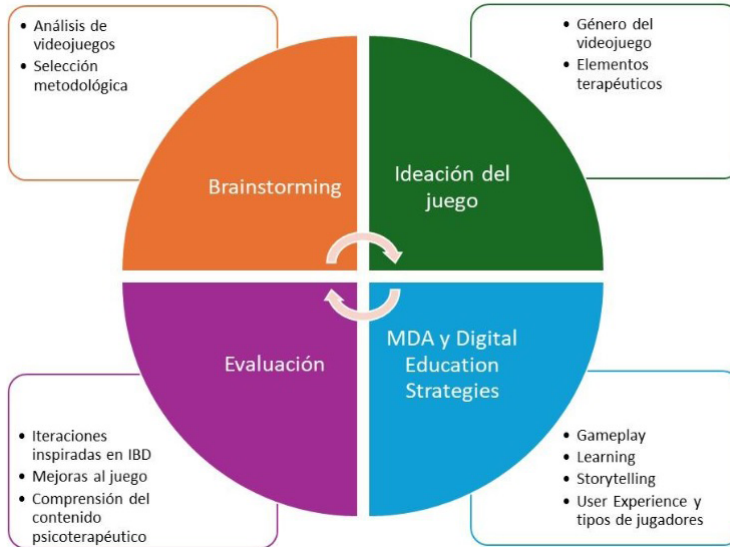 • Análisis de
videojuegos
• Selección
metodológica
• Género del
videojuego
• Elementos
terapéuticos
Brainstorming
Ideación del
juego
Evaluación
MDA y Digital
Education
Strategies
• Iteraciones
inspiradas en IBD
• Mejoras al juego
• Comprensión del
contenido
psicoterapéutico
• Gameplay
• Learning
• Storytelling
• User Experience y
tipos de jugadores